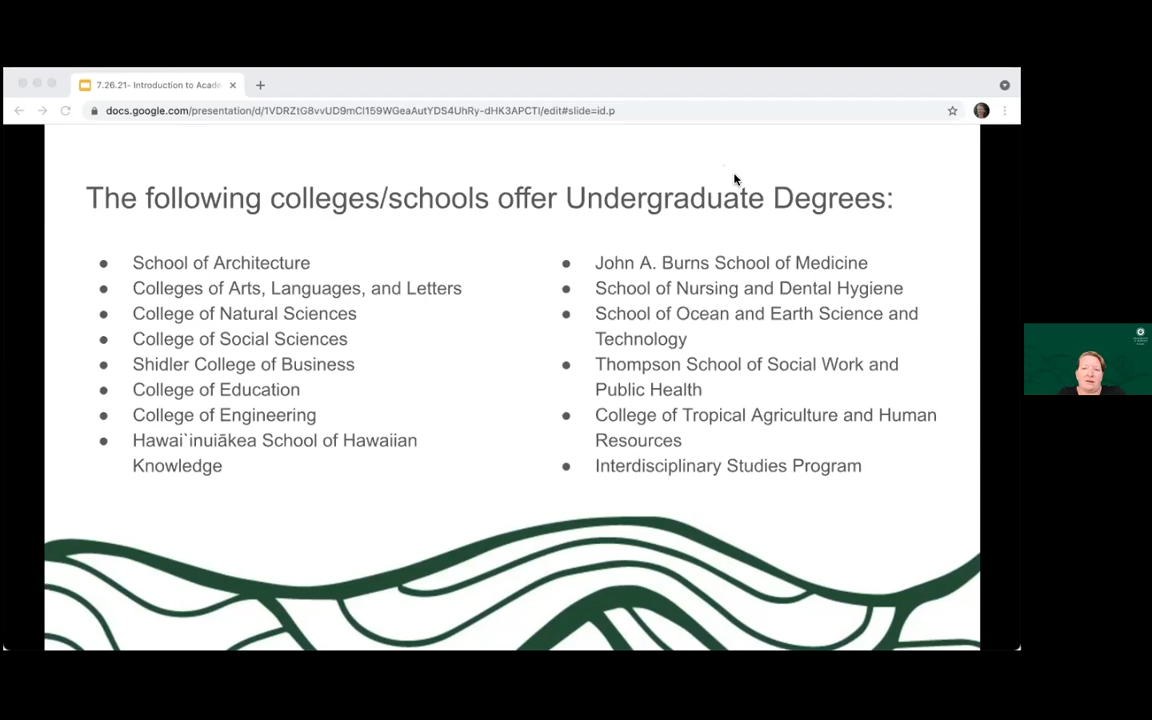 7.26.21- Introduction to Acade
docs.google.com/presentation/d/1VDRZtG8vvUD9mCl159WGeaAutYDS4UhRy-dHK3APCTI/edit#slide=id.p
The following colleges/schools offer Undergraduate Degrees:
● School of Architecture
● Colleges of Arts, Languages, and Letters
● College of Natural Sciences
● College of Social Sciences
● Shidler College of Business
● College of Education
● College of Engineering
● Hawai`inuiākea School of Hawaiian
Knowledge
● John A. Burns School of Medicine
● School of Nursing and Dental Hygiene
● School of Ocean and Earth Science and
Technology
● Thompson School of Social Work and
Public Health
● College of Tropical Agriculture and Human
Resources
● Interdisciplinary Studies Program